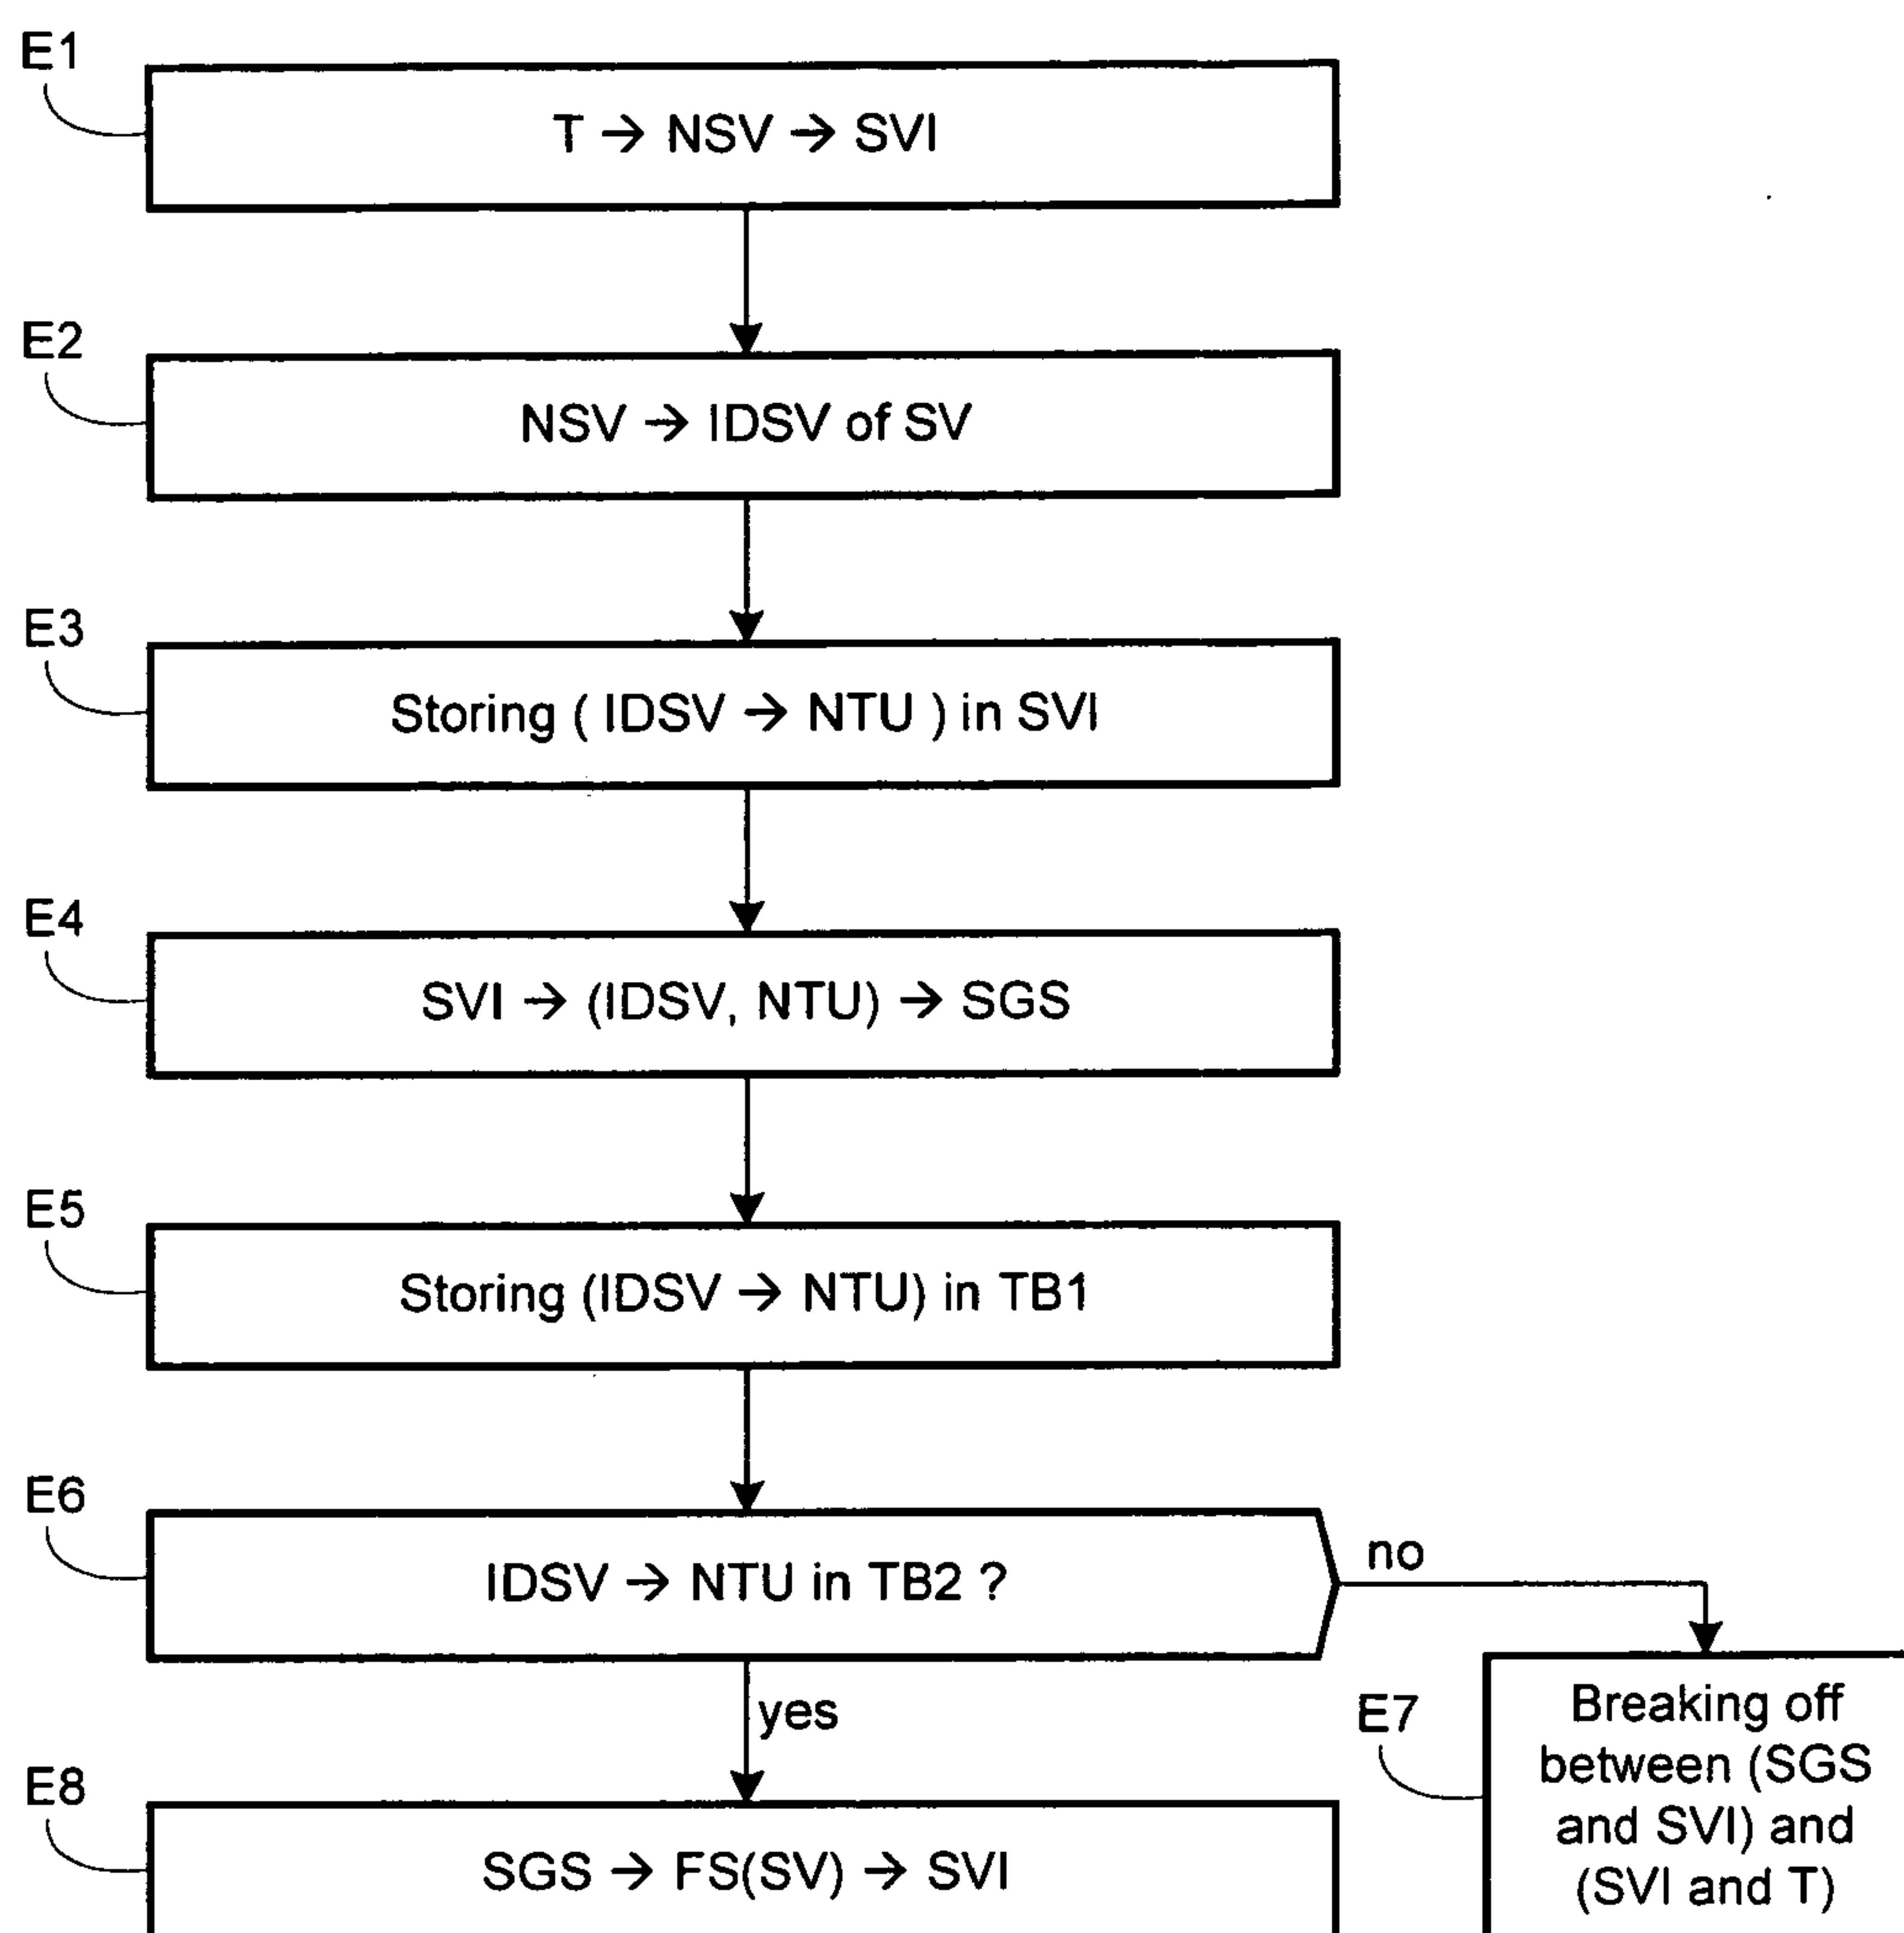 E1
T → NSV → SVI
E2
NSV → IDSV of SV
E3
Storing ( IDSV → NTU ) in SVI
E4
SVI → (IDSV, NTU) → SGS
E5
Storing (IDSV → NTU) in TB1
E6
IDSV → NTU in TB2 ?
no
yes
E7
Breaking off
between (SGS
and SVI) and
(SVI and T)
E8
SGS → FS(SV) → SVI